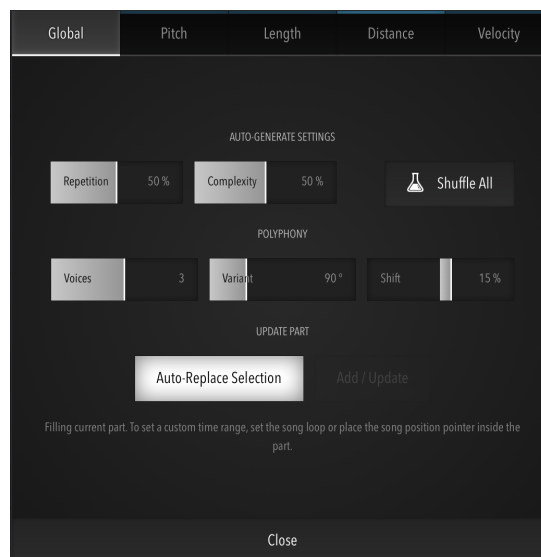 Global Pitch Length Distance Velocity
AUTO-GENERATE SETTINGS
Repetition 50 % Complexity 50 % Shuffle All
POLYPHONY
Voices 3 Variant 90 ° Shift 15 %
UPDATE PART
Auto-Replace Selection Add / Update
Filling current part. To set a custom time range, set the song loop or place the song position pointer inside the
part.
Close